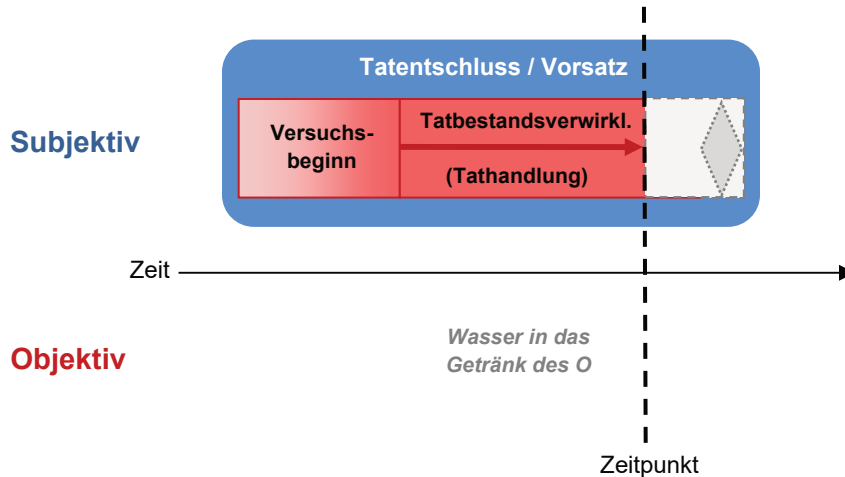 Tatentschluss / Vorsatz
Versuchs-
beginn
Tatbestandsverwirkl.
(Tathandlung)
Subjektiv
Zeit
Wasser in das
Getränk des O
Objektiv
Zeitpunkt